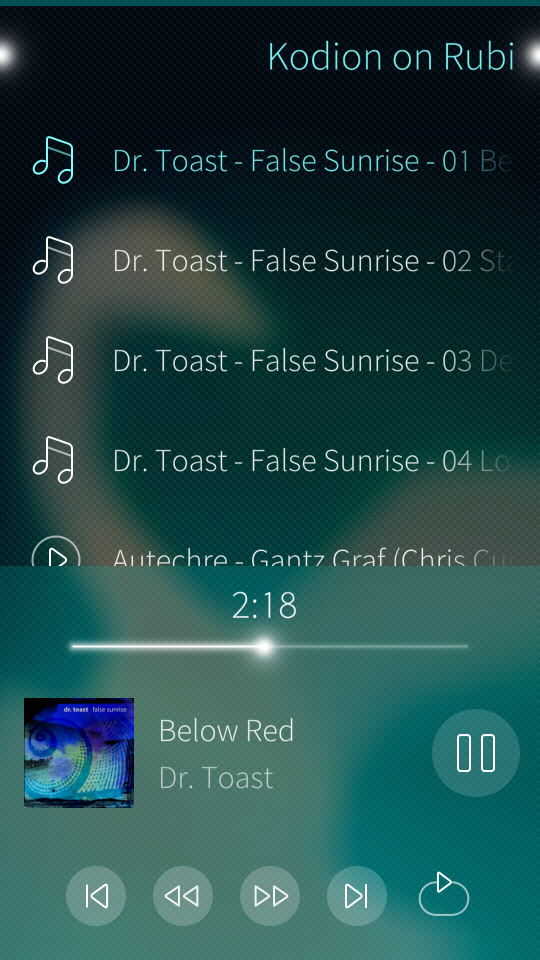 Kodion on Rubi
Dr. Toast - False Sunrise - 01 Be
Dr. Toast - False Sunrise - 02 Sta
Dr. Toast - False Sunrise - 03 De
Dr. Toast - False Sunrise - 04 Lo
Autechre - Gantz Graf (Chris Cu
2:18
dr. toast false sunrise
Below Red
Dr. Toast